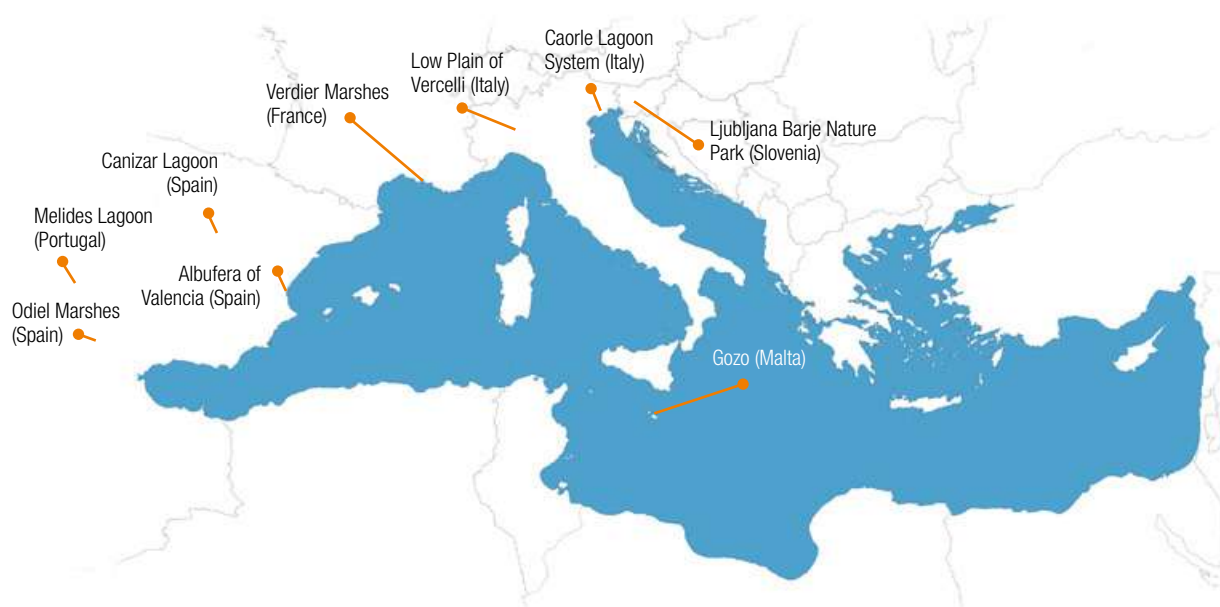 Caorle Lagoon
System (Italy)
Low Plain of
Vercelli (Italy)
Verdier Marshes
(France)
Ljubljana Barje Nature
Park (Slovenia)
Canizar Lagoon
(Spain)
Melides Lagoon
(Portugal)
Albufera of
Valencia (Spain)
Odiel Marshes
(Spain)
Gozo (Malta)